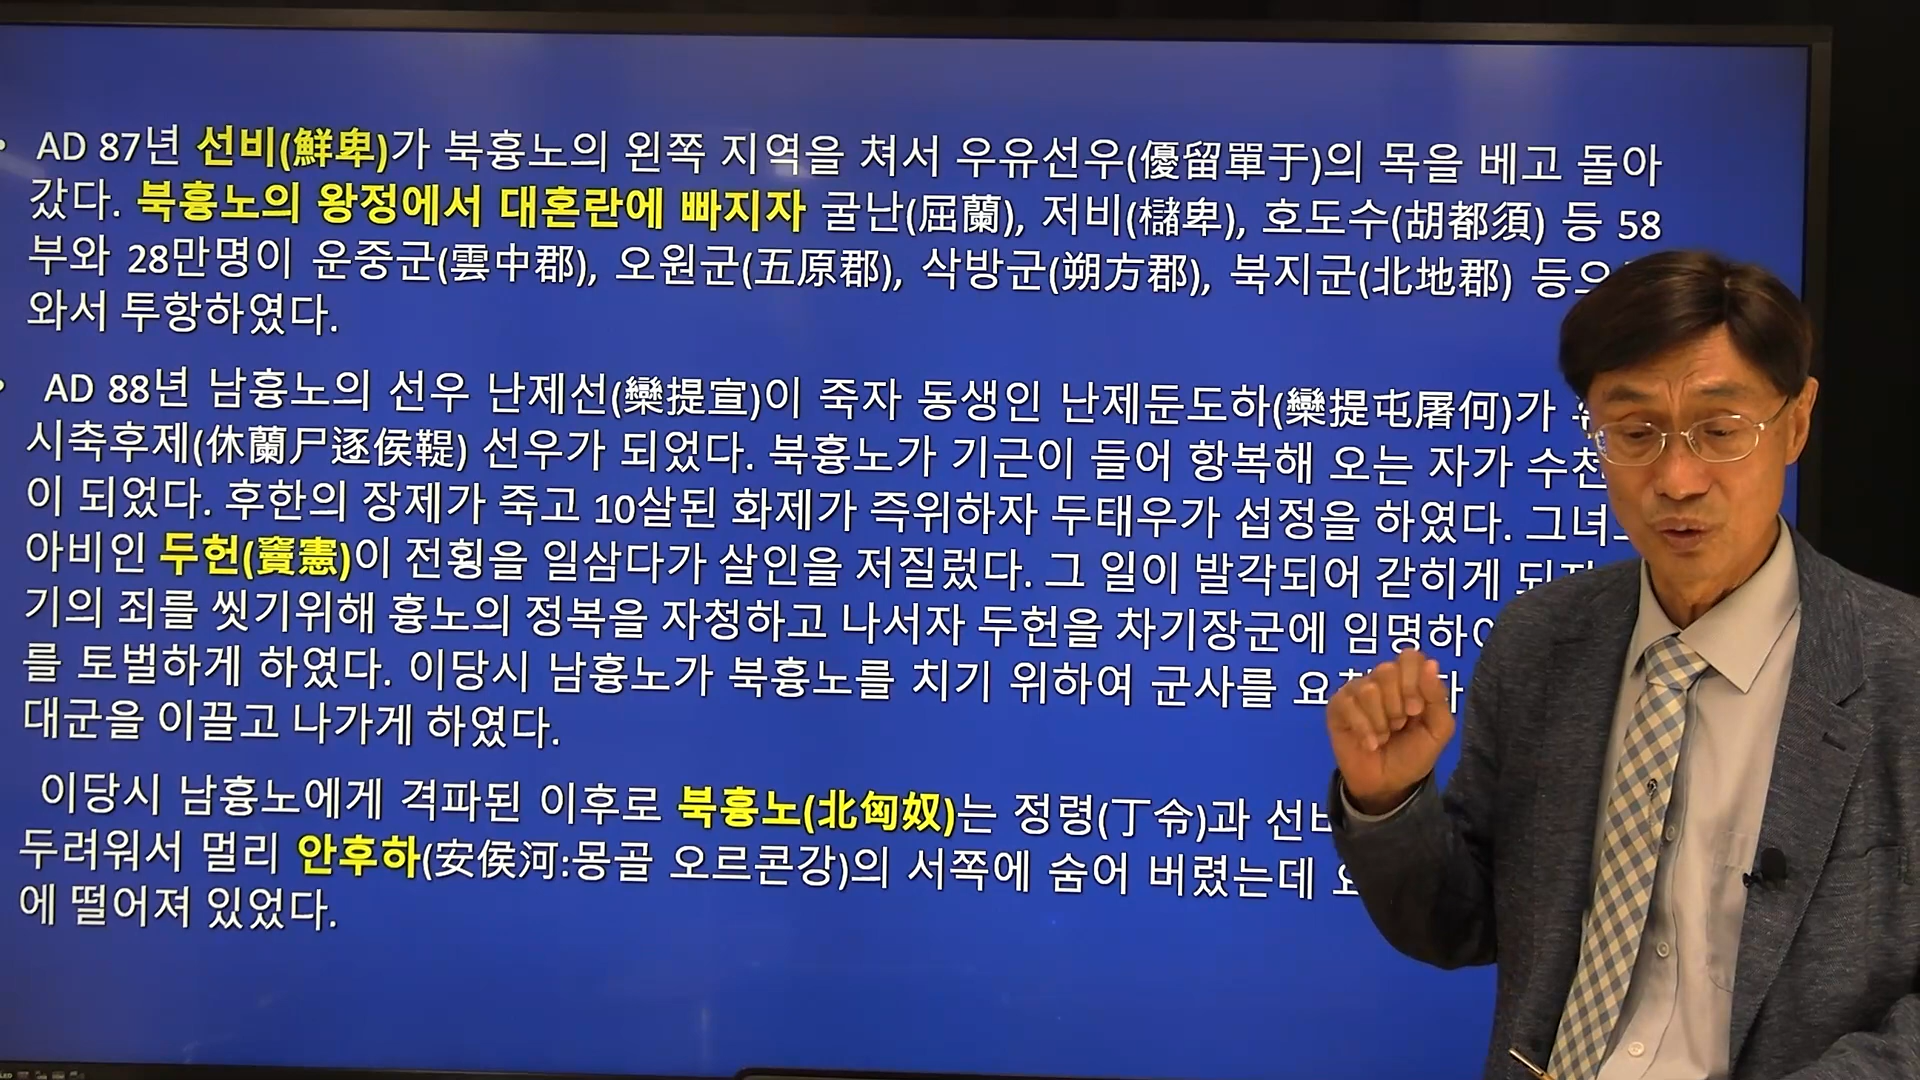 • AD 87년 선비(鮮卑)가 북흉노의 왼쪽 지역을 쳐서 우유선우(優留單于)의 목을 베고 돌아
갔다. 북흉노의 왕정에서 대혼란에 빠지자 굴난(屈蘭), 저비(櫧卑), 호도수(胡都須) 등 58
부와 28만명이 운중군(雲中郡), 오원군(五原郡), 삭방군(朔方郡), 북지군(北地郡)
와서 투항하였다.
• AD 88년 남흉노의 선우 난제선(欒提宣)이 죽자 동생인 난제둔도하(欒提屯屠何)가
시축후제(休蘭尸逐侯鞮) 선우가 되었다. 북흉노가 기근이 들어 항복해 오는 자가
이 되었다. 후한의 장제가 죽고 10살된 화제가 즉위하자 두태우가 섭정을 하였다.
아비인 두헌(竇憲)이 전횡을 일삼다가 살인을 저질렀다. 그 일이 발각되어 갇히게
기의 죄를 씻기위해 흉노의 정복을 자청하고 나서자 두헌을 차기장군에
를 토벌하게 하였다. 이당시 남흉노가 북흉노를 치기 위하여 군사를
대군을 이끌고 나가게 하였다.
이당시 남흉노에게 격파된 이후로 북흉노(北匈奴)는 정령(丁令)과
두려워서 멀리 안후하(安侯河:몽골 오르콘강)의 서쪽에 숨어 버렸는데
에 떨어져 있었다.